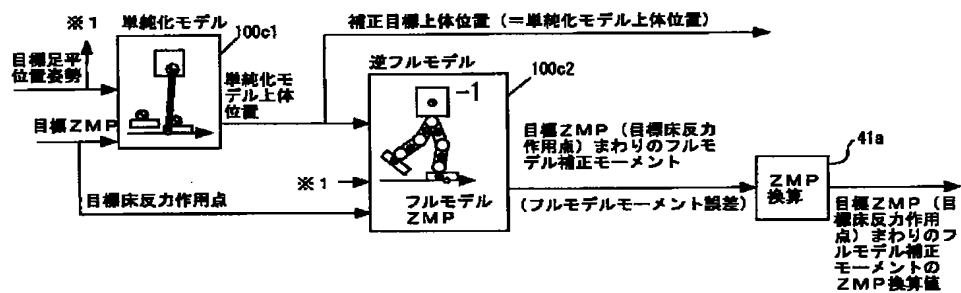 ※1
単純化モデル
100c1
補正目標上体位置(=単純化モデル上体位置)
目標足平
位置姿勢
単純化モ
デル上体
位置
逆フルモデル
100c2
-1
目標ZMP
目標ZMP(目標床反力
作用点)まわりのフルモ
デル補正モーメント
41a
※1
目標床反力作用点
フルモデル
ZMP
(フルモデルモーメント誤差)
ZMP
換算
目標ZMP(目
標床反力作用
点)まわりのフ
ルモデル補正
モーメントの
ZMP換算値